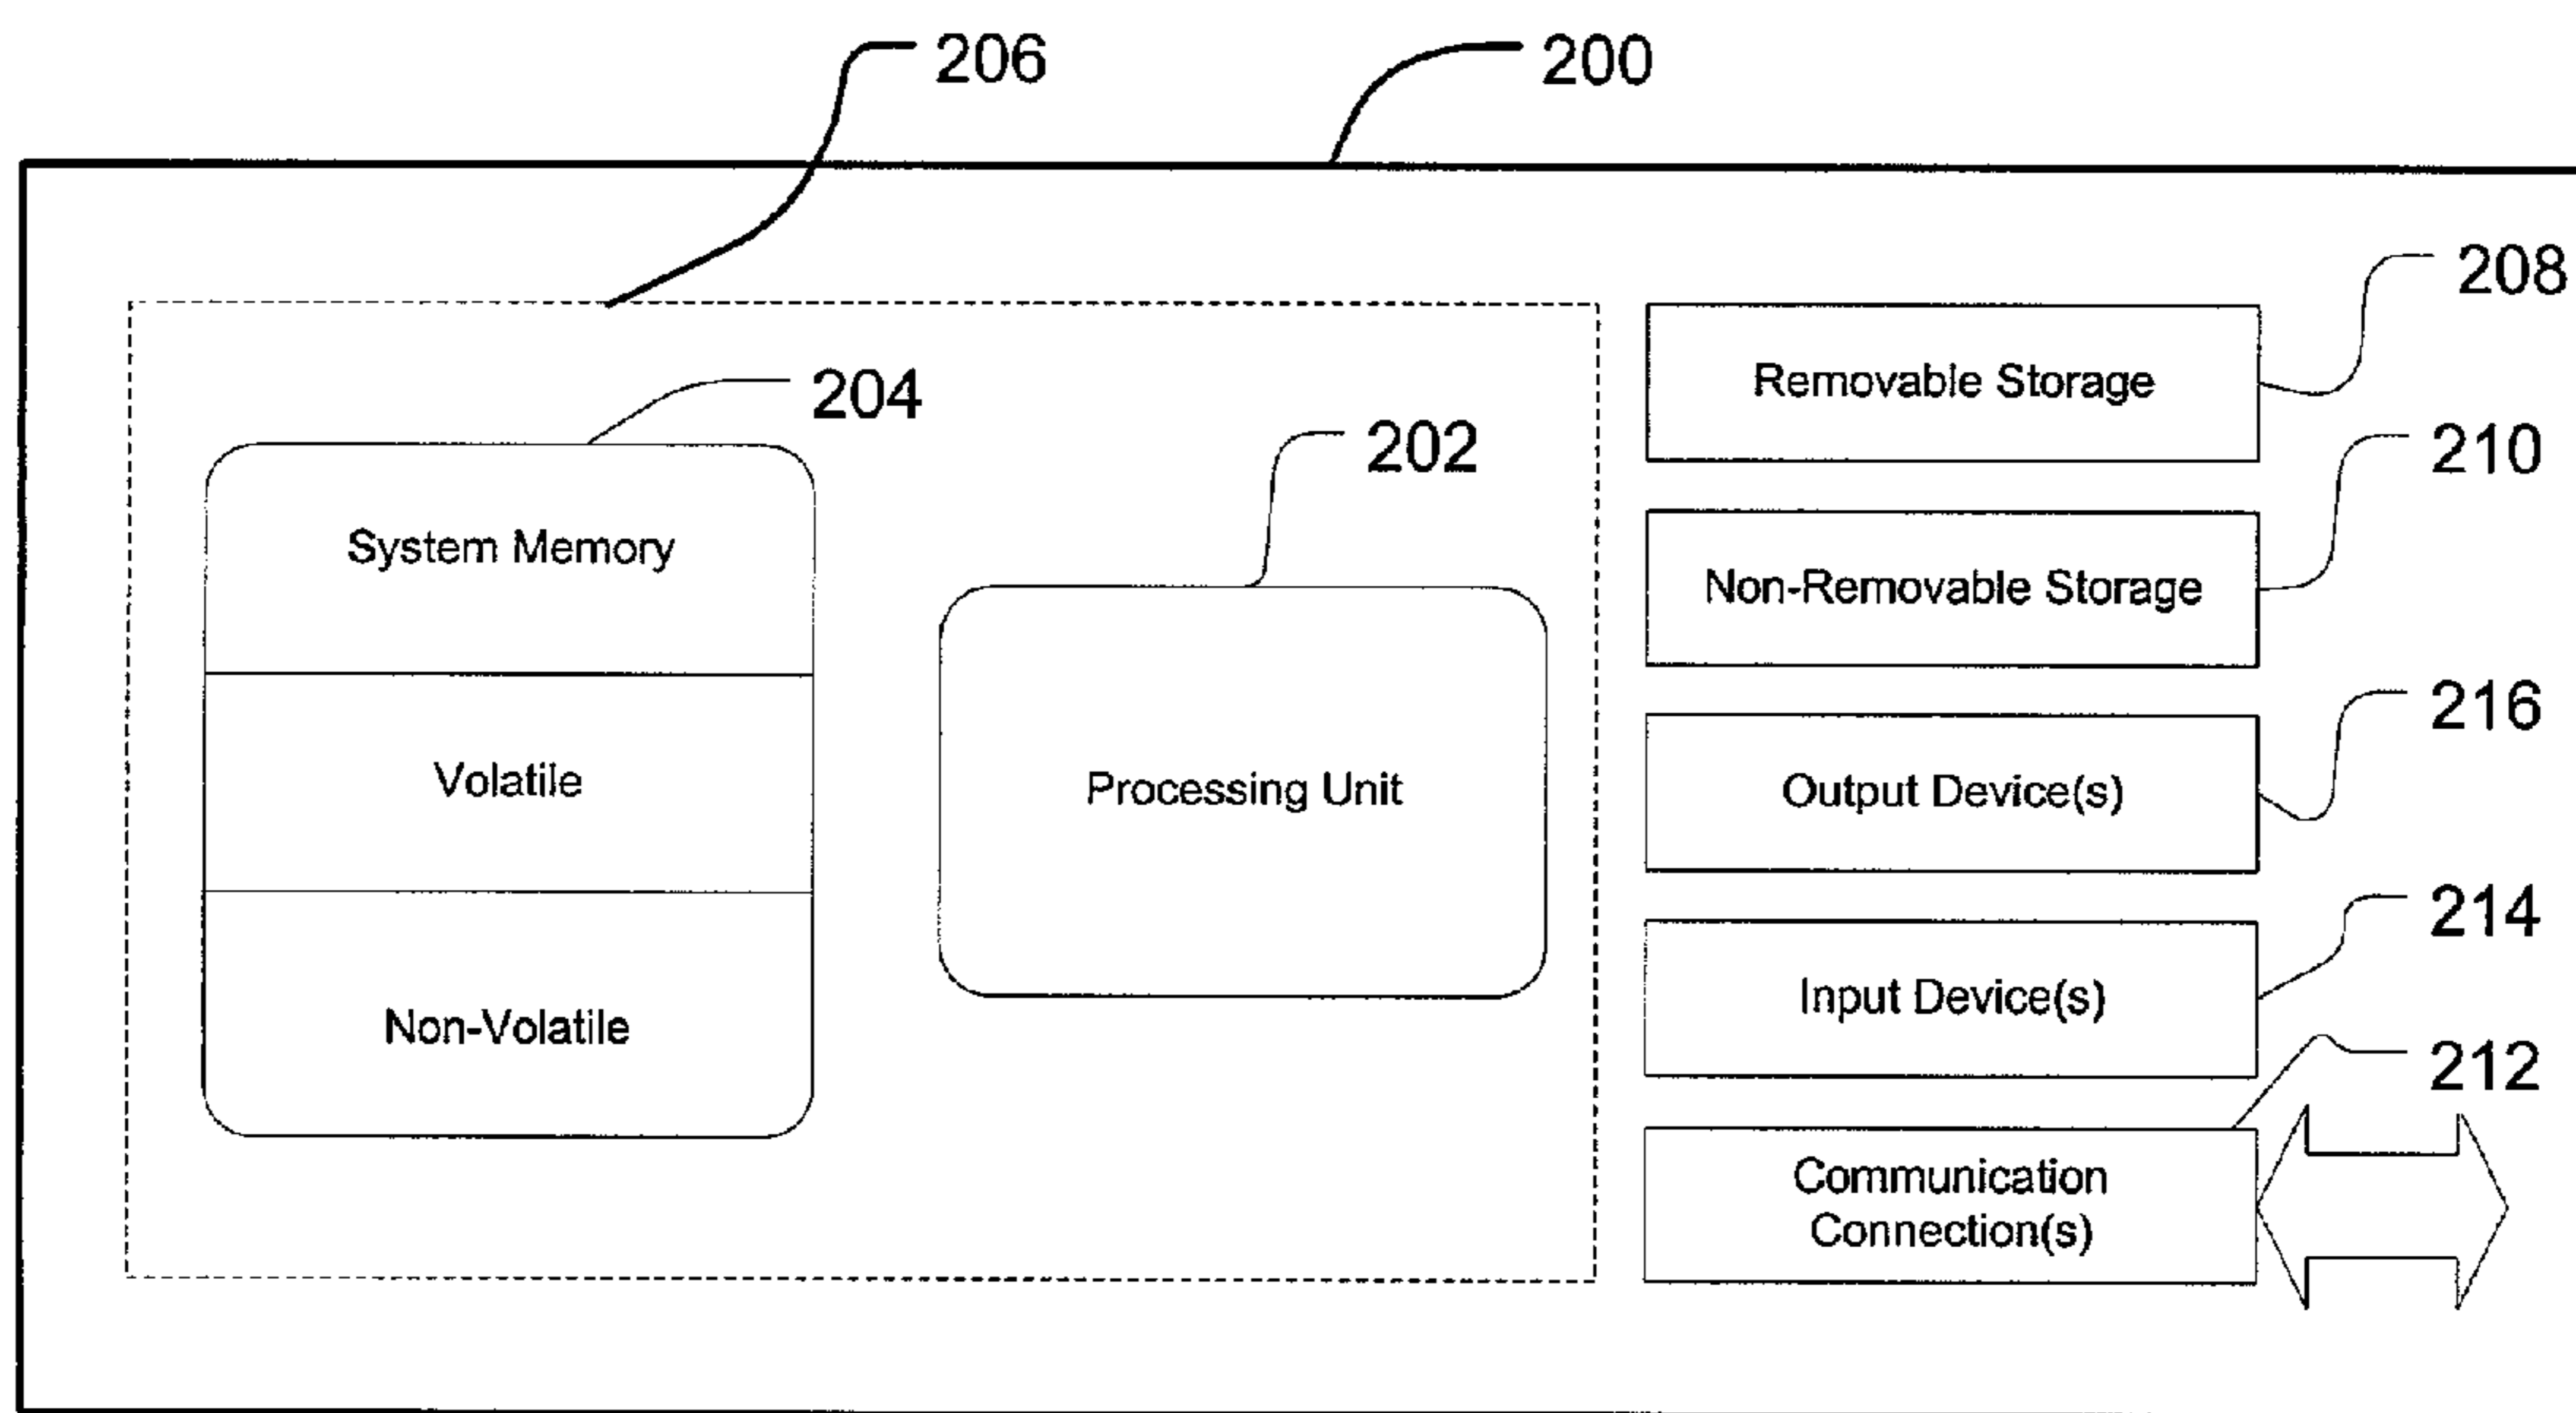 206
200
208
Removable Storage
204
210
202
System Memory
Non-Removable Storage
216
Volatile
Processing Unit
Output Device(s)
214
Input Device(s)
Non-Volatile
212
Communication
Connection(s)